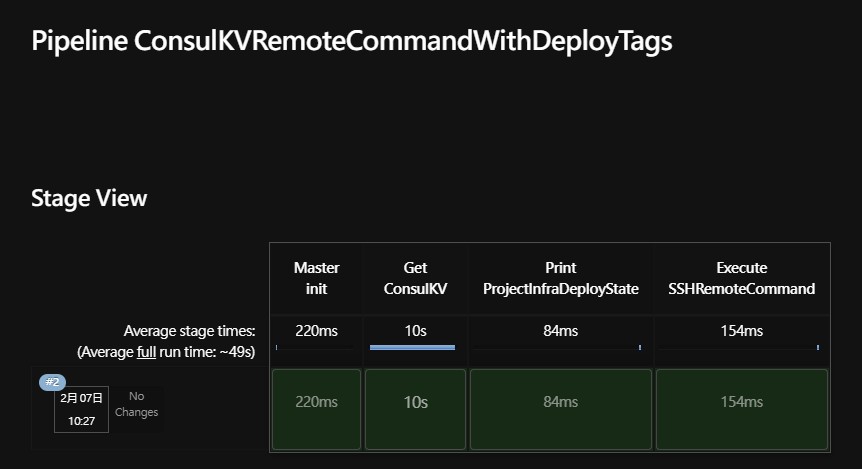 Pipeline ConsulKVRemoteCommandWithDeployTags
Stage View
Master
init
Get
ConsulKV
Print
ProjectInfraDeployState
Execute
SSHRemoteCommand
Average stage times:
(Average full run time: ~49s)
220ms
10s
84ms
154ms
#2
2月 07日
10:27
No
Changes
220ms
10s
84ms
154ms